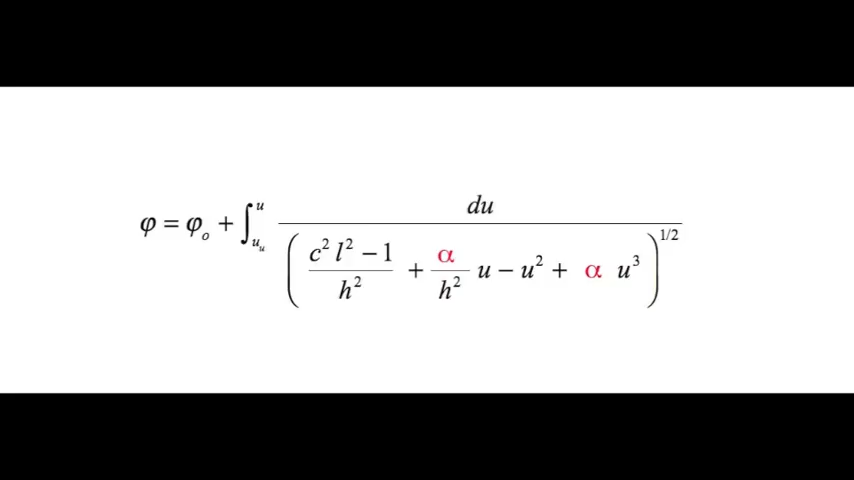 φ = φ_o + ∫_{u_u}^{u} du / ( (c² l² − 1)/h² + α/h² u − u² + α u³ )^{1/2}